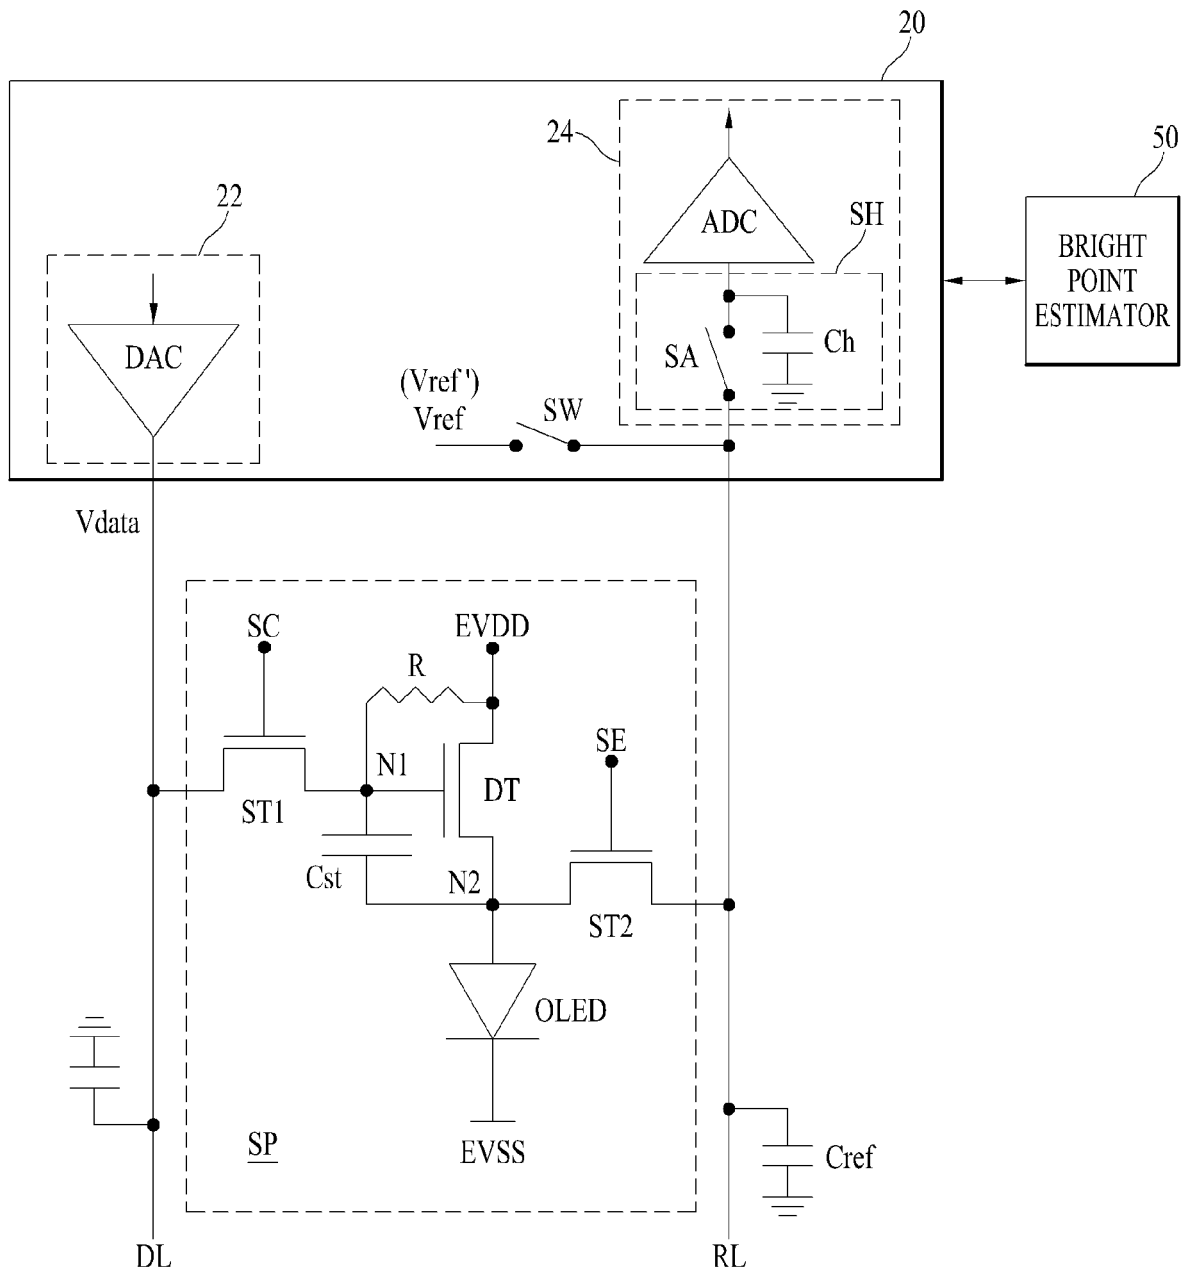 20
24
50
22
ADC
SH
BRIGHT
POINT
ESTIMATOR
DAC
SA
Ch
(Vref')
Vref
SW
Vdata
SC
EVDD
R
SE
N1
DT
ST1
Cst
N2
ST2
OLED
SP
EVSS
Cref
DL
RL